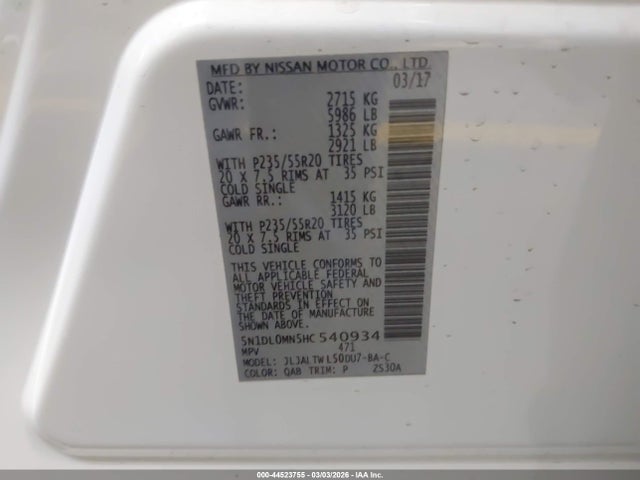 MFD BY NISSAN MOTOR CO., LTD
DATE: 03/17
GVWR: 2715 KG
5986 LB
GAWR FR.: 1325 KG
2921 LB
WITH P235/55R20 TIRES
20 X 7.5 RIMS AT 35 PSI
COLD SINGLE
GAWR RR.: 1415 KG
3120 LB
WITH P235/55R20 TIRES
20 X 7.5 RIMS AT 35 PSI
COLD SINGLE
THIS VEHICLE CONFORMS TO
ALL APPLICABLE FEDERAL
MOTOR VEHICLE SAFETY AND
THEFT PREVENTION
STANDARDS IN EFFECT ON
THE DATE OF MANUFACTURE
SHOWN ABOVE.
5N1DL0MN5HC540934
MPV 471
MODEL: JLJALTWL50UU7-BA-C
COLOR: QAB TRIM: P ZS30A
000-44523755 - 03/03/2026 - IAA Inc.